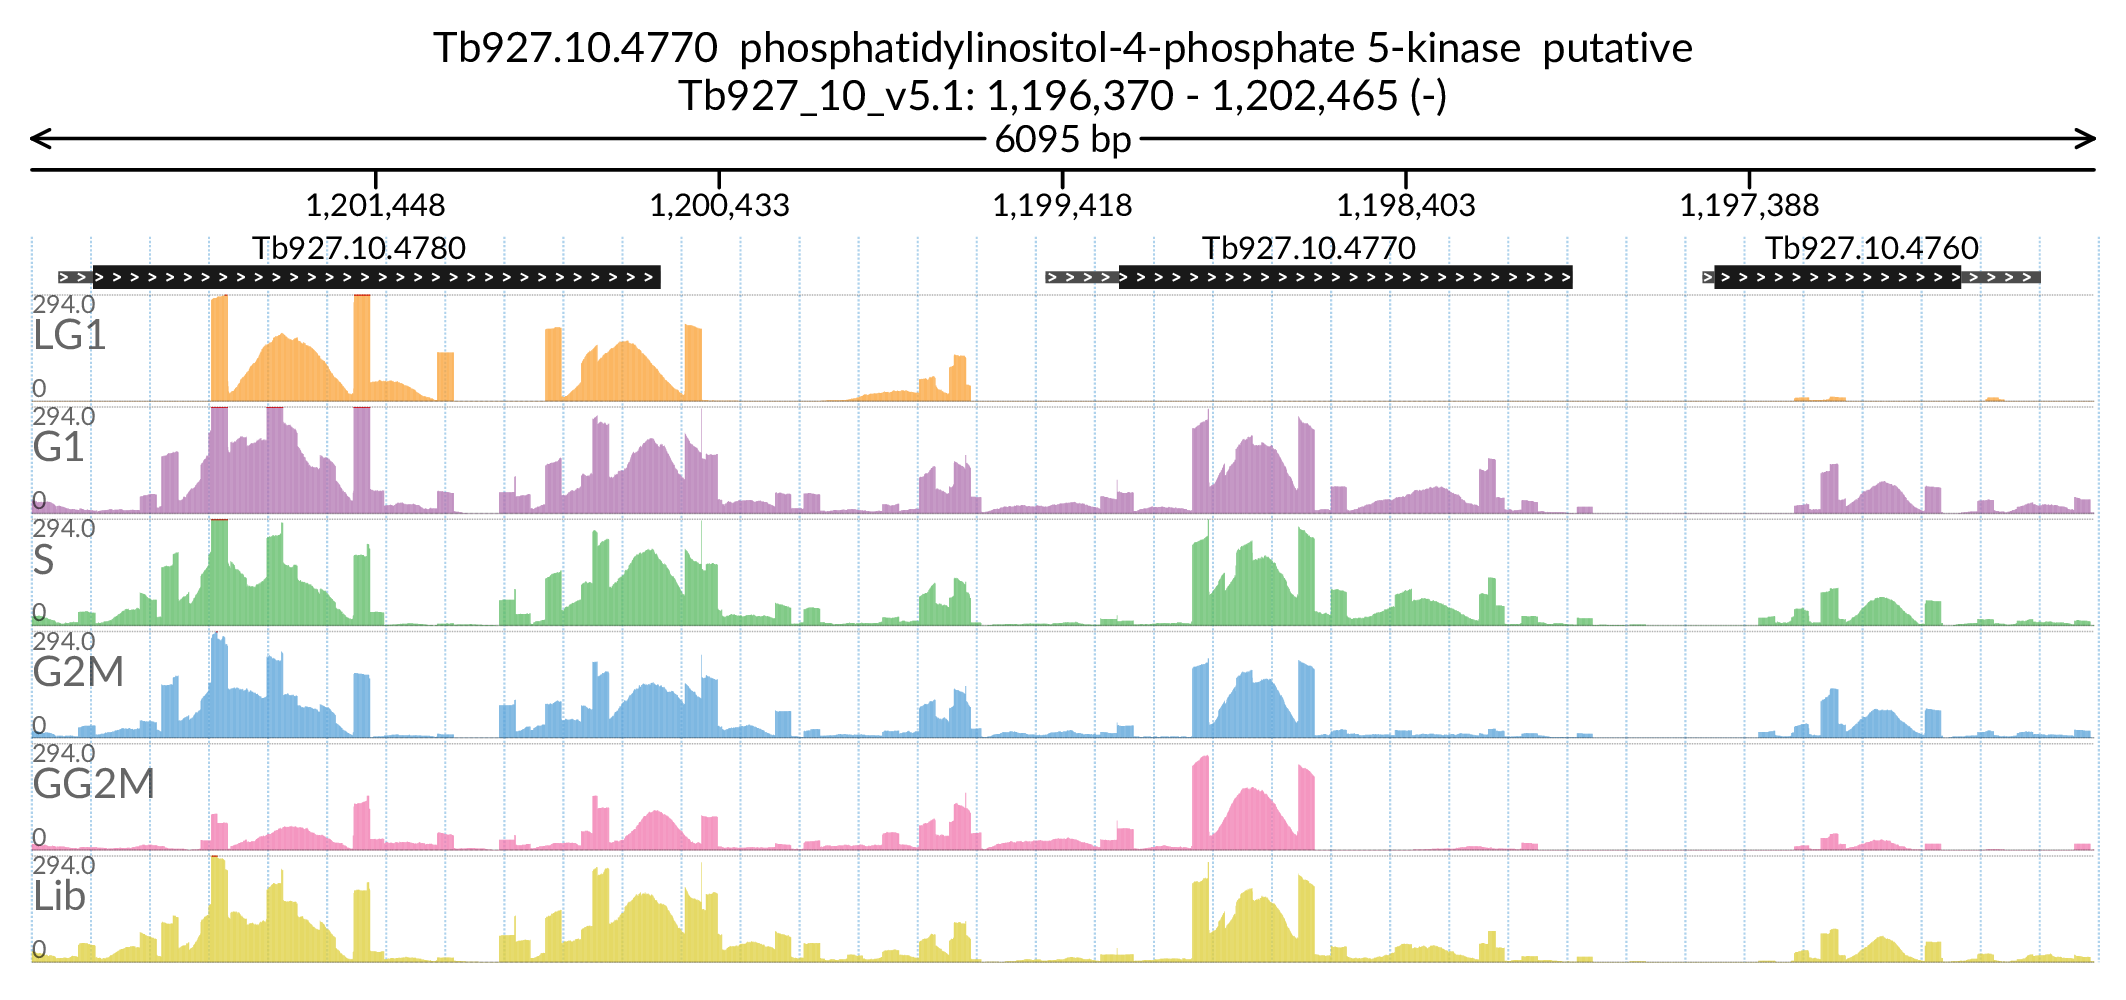 Tb927.10.4770 phosphatidylinositol-4-phosphate 5-kinase putative
Tb927_10_v5.1: 1,196,370 - 1,202,465 (-)
6095 bp
1,201,448 1,200,433 1,199,418 1,198,403 1,197,388
Tb927.10.4780 Tb927.10.4770 Tb927.10.4760
294.0
LG1
0
294.0
G1
0
294.0
S
0
294.0
G2M
0
294.0
GG2M
0
294.0
Lib
0